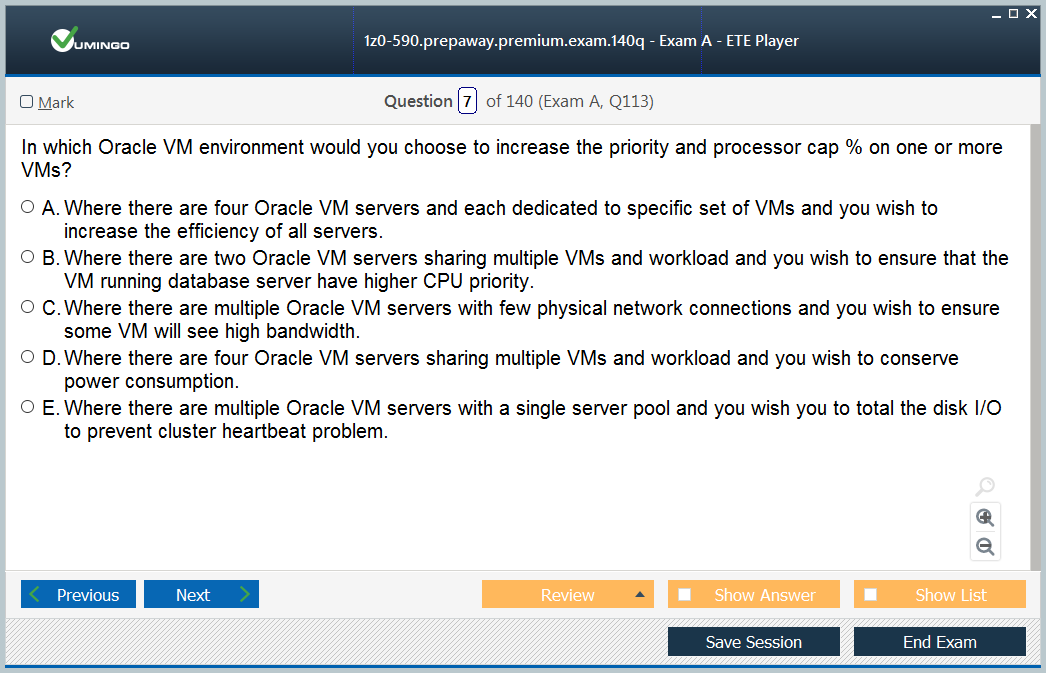 VUMINGO
1z0-590.prepaway.premium.exam.140q - Exam A - ETE Player
Mark
Question 7 of 140 (Exam A, Q113)
In which Oracle VM environment would you choose to increase the priority and processor cap % on one or more
VMs?
A. Where there are four Oracle VM servers and each dedicated to specific set of VMs and you wish to
increase the efficiency of all servers.
B. Where there are two Oracle VM servers sharing multiple VMs and workload and you wish to ensure that the
VM running database server have higher CPU priority.
C. Where there are multiple Oracle VM servers with few physical network connections and you wish to ensure
some VM will see high bandwidth.
D. Where there are four Oracle VM servers sharing multiple VMs and workload and you wish to conserve
power consumption.
E. Where there are multiple Oracle VM servers with a single server pool and you wish you to total the disk I/O
to prevent cluster heartbeat problem.
Previous
Next
Review
Show Answer
Show List
Save Session
End Exam